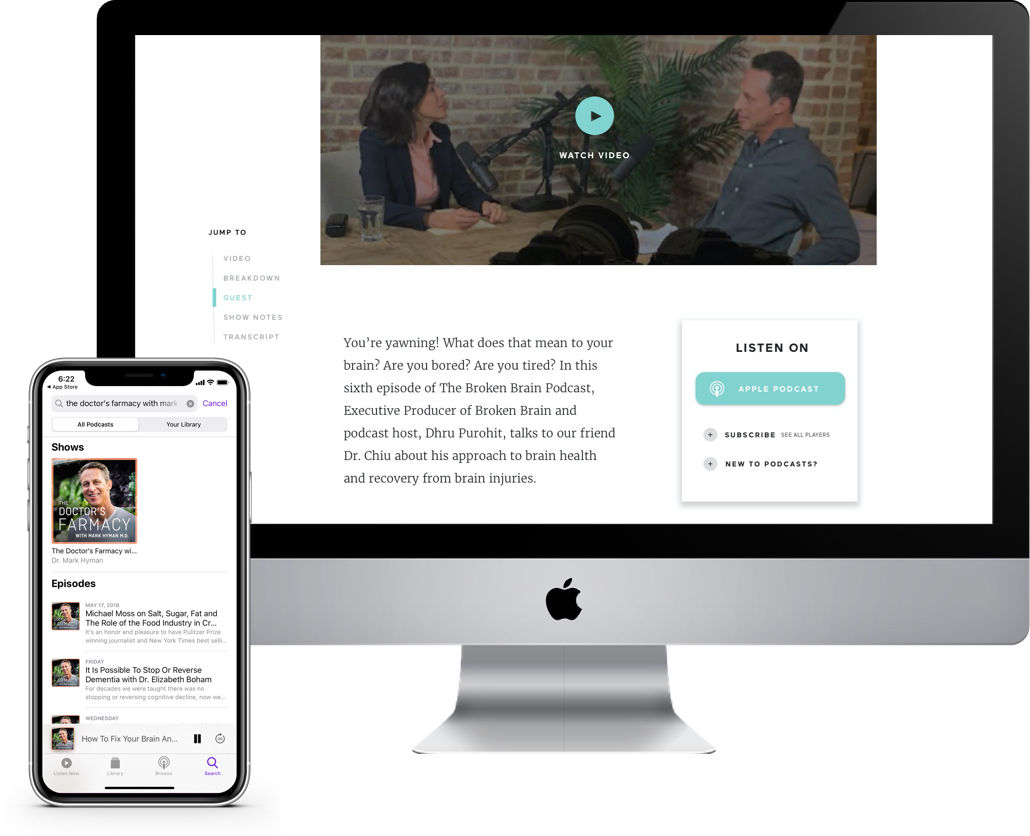 WATCH VIDEO
JUMP TO
VIDEO
BREAKDOWN
GUEST
SHOW NOTES
TRANSCRIPT
You’re yawning! What does that mean to your
brain? Are you bored? Are you tired? In this
sixth episode of The Broken Brain Podcast,
Executive Producer of Broken Brain and
podcast host, Dhru Purohit, talks to our friend
Dr. Chiu about his approach to brain health
and recovery from brain injuries.
LISTEN ON
APPLE PODCAST
SUBSCRIBE SEE ALL PLAYERS
NEW TO PODCASTS?
6:22
App Store
the doctor's farmacy with mark
Cancel
All Podcasts
Your Library
Shows
THE
DOCTOR'S
FARMACY
WITH MARK HYMAN M.D.
The Doctor's Farmacy wi...
Dr. Mark Hyman
Episodes
MAY 17, 2018
Michael Moss on Salt, Sugar, Fat and
The Role of the Food Industry in Cr...
It's an honor and pleasure to have Pulitzer Prize
winning journalist and New York Times best selli...
FRIDAY
It Is Possible To Stop Or Reverse
Dementia with Dr. Elizabeth Boham
For decades we were taught there was no
stopping or reversing cognitive decline, now we...
WEDNESDAY
How To Fix Your Brain An...
Listen Now
Library
Browse
Search